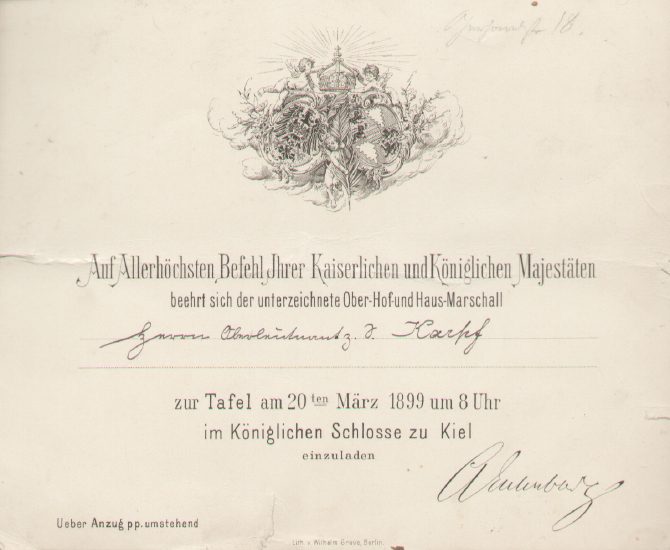 18.
Auf Allerhöchsten Befehl Ihrer Kaiserlichen und Königlichen Majestäten
beehrt sich der unterzeichnete Ober-Hof-und Haus-Marschall
Herrn Oberleutnant z. S. Karpf
zur Tafel am 20ten März 1899 um 8 Uhr
im Königlichen Schlosse zu Kiel
einzuladen
Ueber Anzug pp. umstehend
Lith. v. Wilhelm Greve, Berlin.